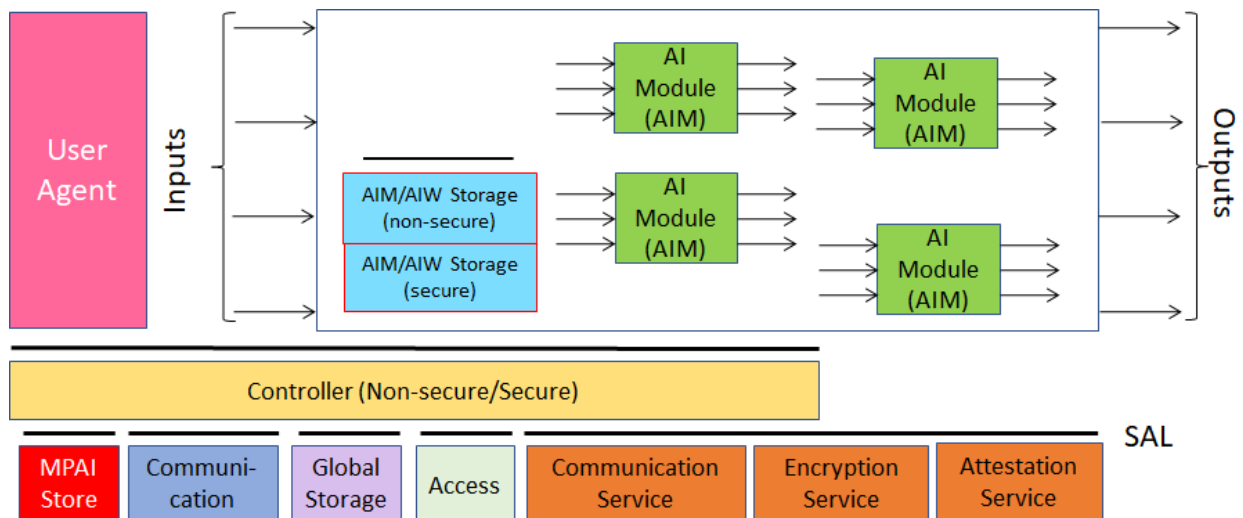 User
Agent
Inputs
AIM/AIW Storage
(non-secure)
AIM/AIW Storage
(secure)
AI
Module
(AIM)
AI
Module
(AIM)
AI
Module
(AIM)
AI
Module
(AIM)
Outputs
Controller (Non-secure/Secure)
SAL
MPAI
Store
Communi-
cation
Global
Storage
Access
Communication
Service
Encryption
Service
Attestation
Service